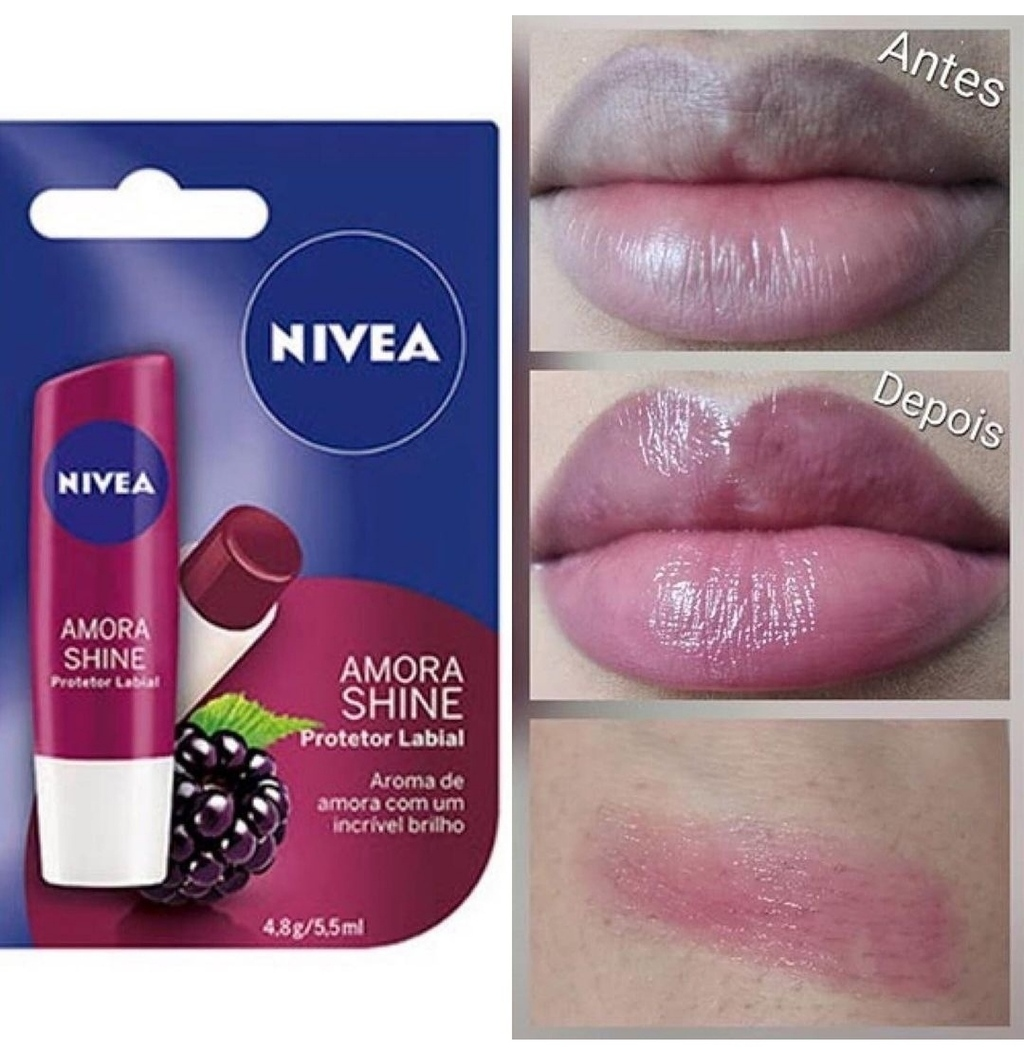 NIVEA
NIVEA
AMORA
SHINE
Protetor Labial
AMORA
SHINE
Protetor Labial
Aroma de
amora com um
incrível brilho
4,8g/5,5ml
Antes
Depois